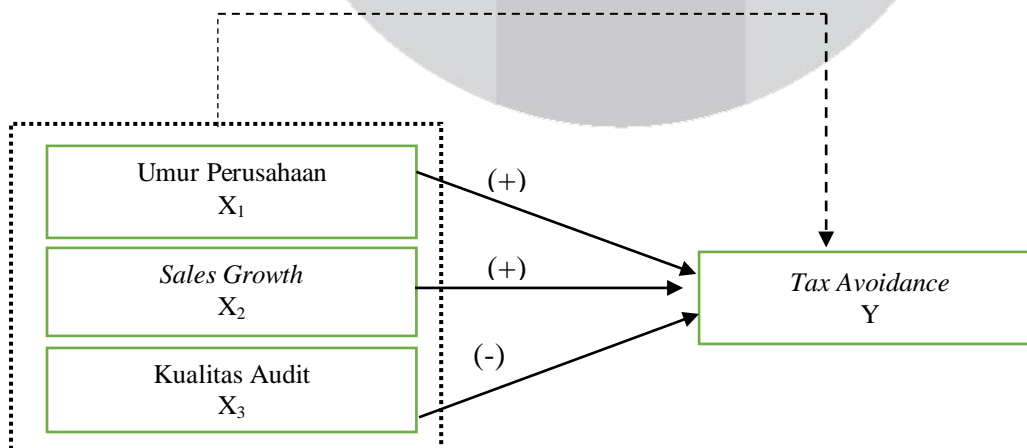 Umur Perusahaan
X₁
(+)
Sales Growth
X₂
(+)
Kualitas Audit
X₃
(-)
Tax Avoidance
Y